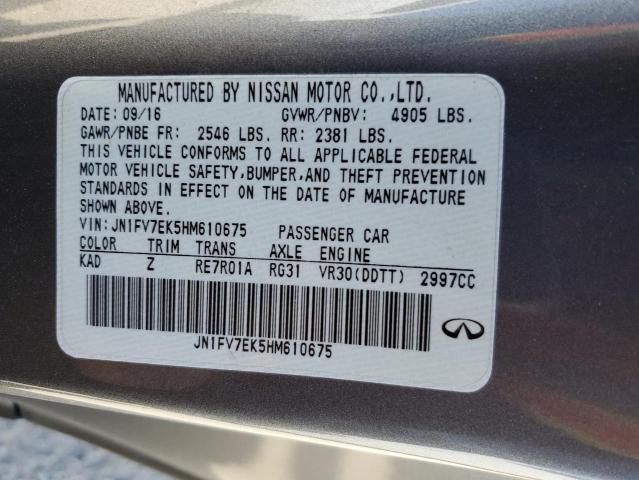 MANUFACTURED BY NISSAN MOTOR CO.,LTD.
DATE: 09/16 GVWR/PNBV: 4905 LBS.
GAWR/PNBE FR: 2546 LBS. RR: 2381 LBS.
THIS VEHICLE CONFORMS TO ALL APPLICABLE FEDERAL
MOTOR VEHICLE SAFETY,BUMPER,AND THEFT PREVENTION
STANDARDS IN EFFECT ON THE DATE OF MANUFACTURE
SHOWN ABOVE.
VIN:JN1FV7EK5HM610675 PASSENGER CAR
COLOR TRIM TRANS AXLE ENGINE
KAD Z RE7R01A RG31 VR30(DDTT) 2997CC
JN1FV7EK5HM610675